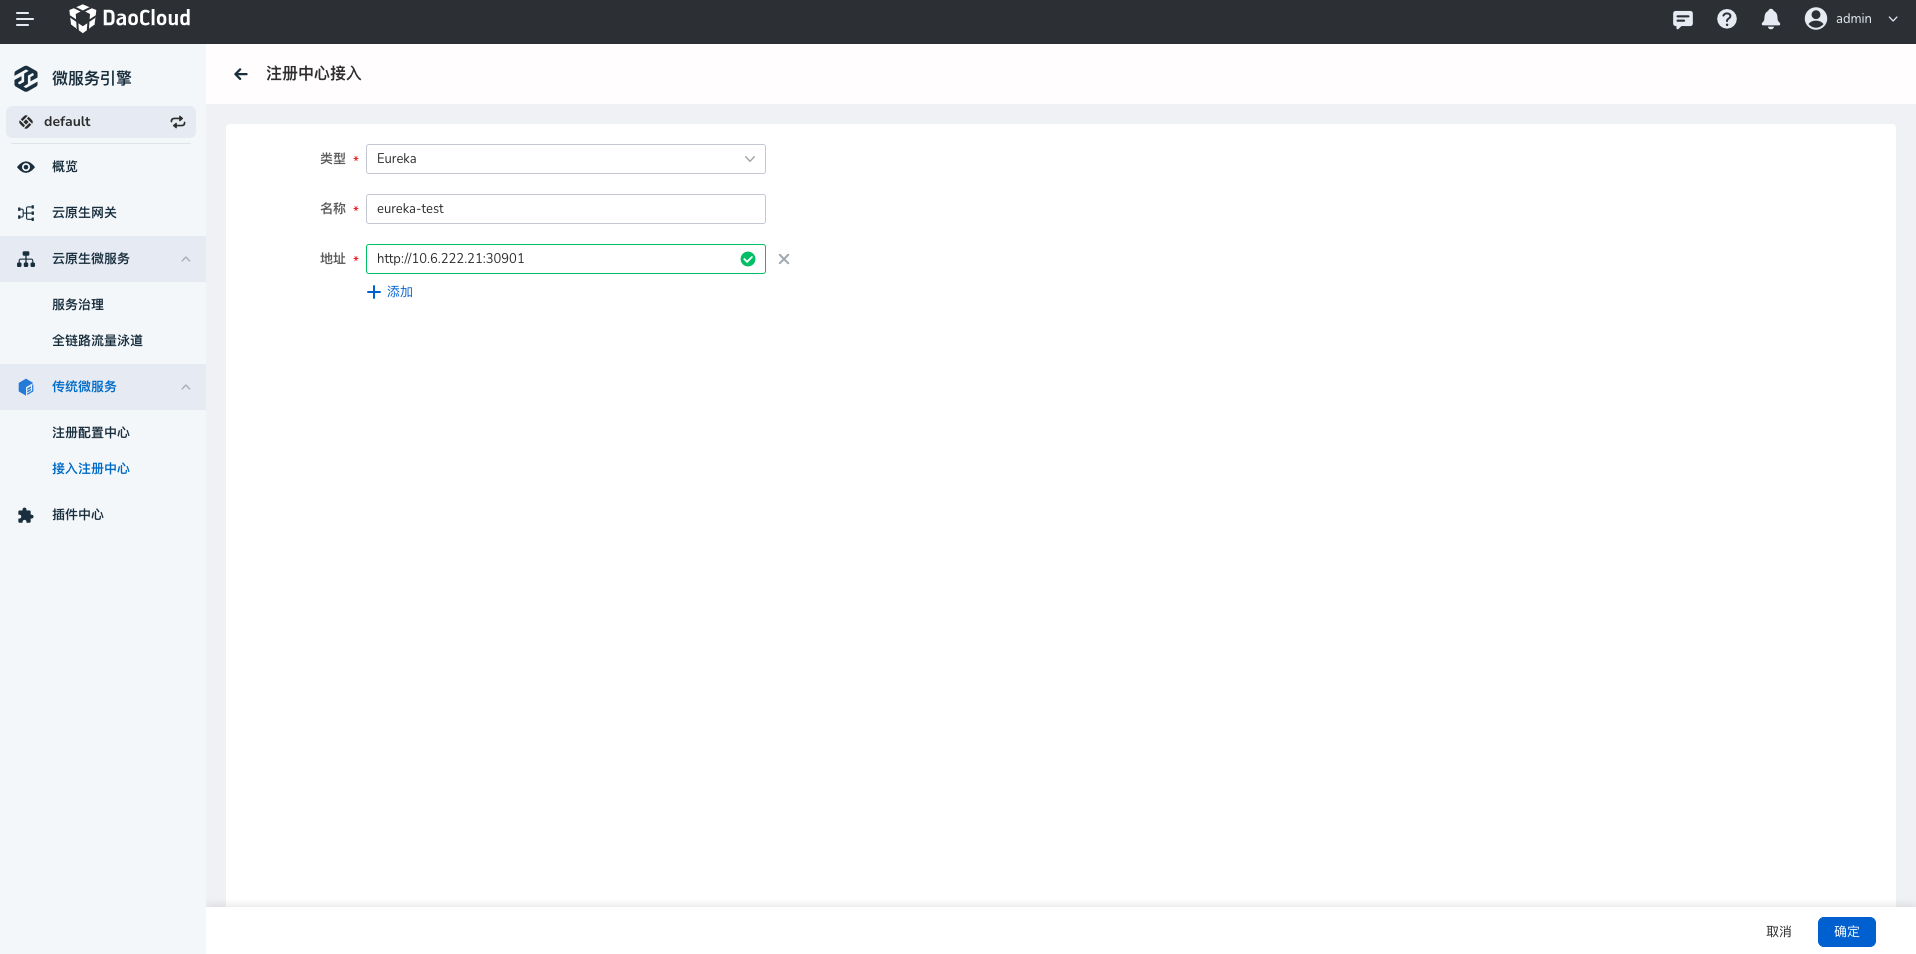 DaoCloud
admin
微服务引擎
default
概览
云原生网关
云原生微服务
服务治理
全链路流量泳道
传统微服务
注册配置中心
接入注册中心
插件中心
注册中心接入
类型 * Eureka
名称 * eureka-test
地址 * http://10.6.222.21:30901
添加
取消
确定